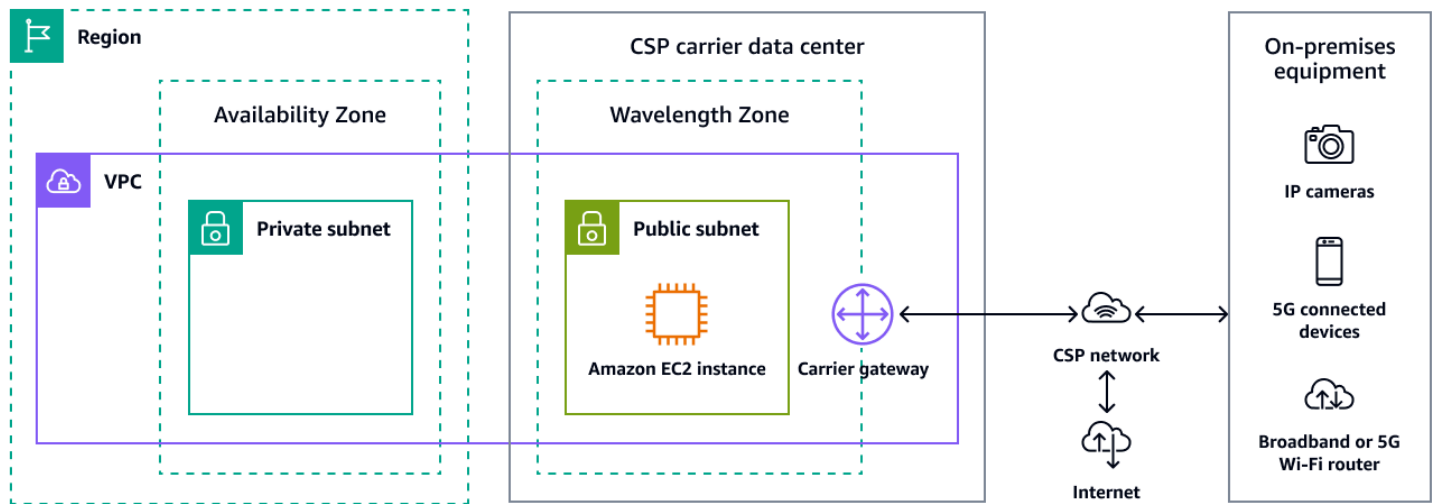 Region
Availability Zone
VPC
Private subnet
CSP carrier data center
Wavelength Zone
Public subnet
Amazon EC2 instance
Carrier gateway
CSP network
Internet
On-premises
equipment
IP cameras
5G connected
devices
Broadband or 5G
Wi-Fi router